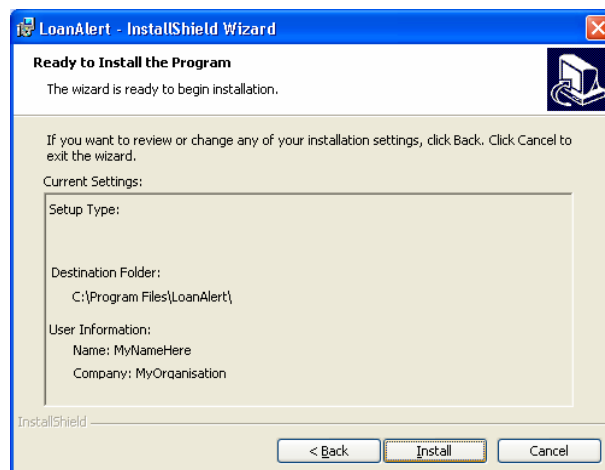 LoanAlert - InstallShield Wizard
Ready to Install the Program
The wizard is ready to begin installation.
If you want to review or change any of your installation settings, click Back. Click Cancel to
exit the wizard.
Current Settings:
Setup Type:
Destination Folder:
C:\Program Files\LoanAlert\
User Information:
Name: MyNameHere
Company: MyOrganisation
InstallShield
< Back
Install
Cancel